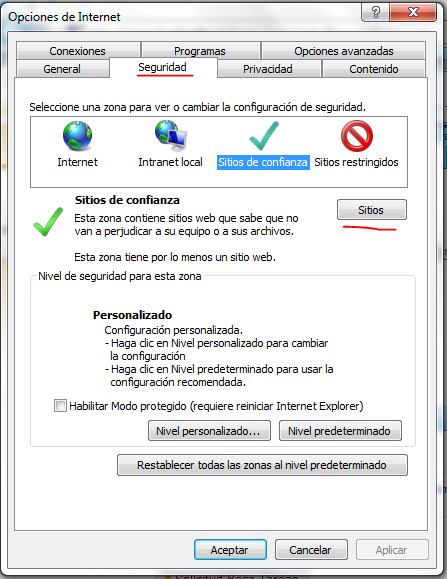 Opciones de Internet
Conexiones Programas Opciones avanzadas
General Seguridad Privacidad Contenido
Seleccione una zona para ver o cambiar la configuración de seguridad.
Internet Intranet local Sitios de confianza Sitios restringidos
Sitios de confianza
Sitios
Esta zona contiene sitios web que sabe que no
van a perjudicar a su equipo o a sus archivos.
Esta zona tiene por lo menos un sitio web.
Nivel de seguridad para esta zona
Personalizado
Configuración personalizada.
- Haga clic en Nivel personalizado para cambiar
la configuración
- Haga clic en Nivel predeterminado para usar la
configuración recomendada.
Habilitar Modo protegido (requiere reiniciar Internet Explorer)
Nivel personalizado... Nivel predeterminado
Restablecer todas las zonas al nivel predeterminado
Aceptar Cancelar Aplicar